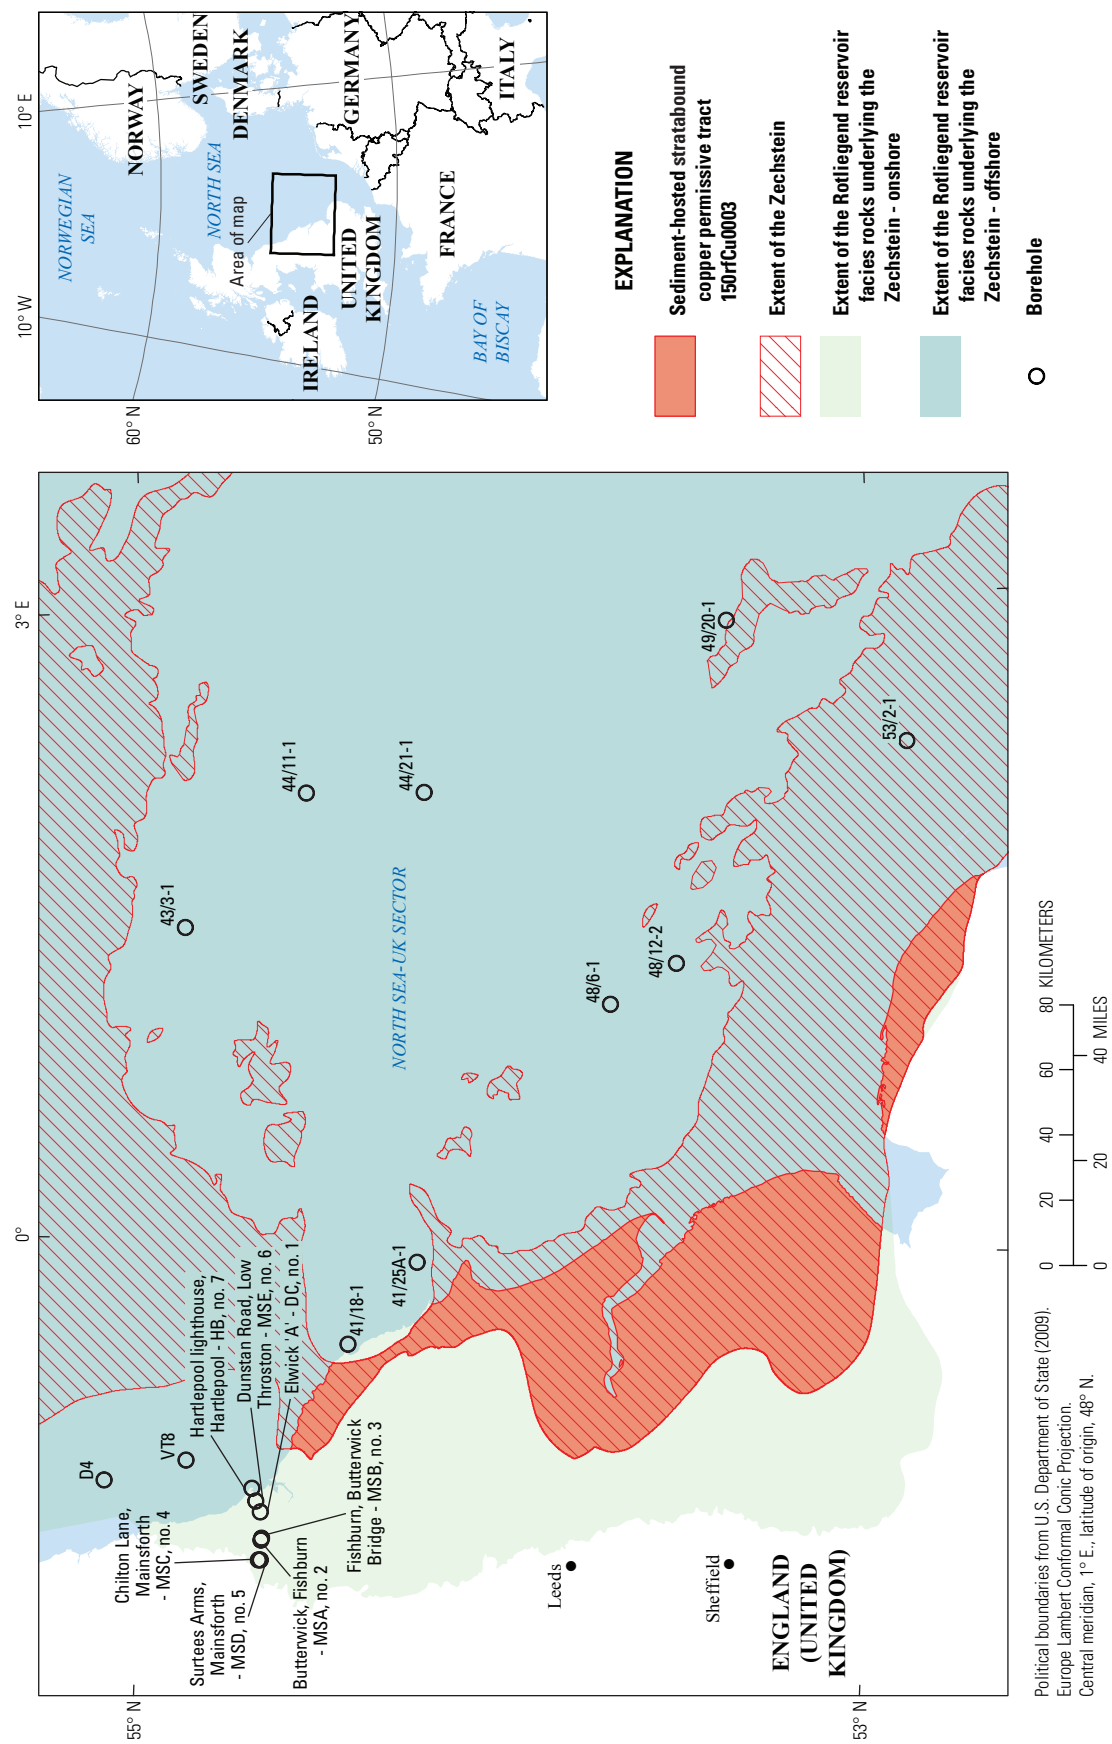 3° E
0°
55° N
53° N
D4
VT8
43/3-1
44/11-1
44/21-1
49/20-1
53/2-1
48/6-1
48/12-2
41/25A-1
41/18-1
NORTH SEA-UK SECTOR
Hartlepool lighthouse,
Hartlepool - HB, no. 7
Dunstan Road, Low
Throston - MSE, no. 6
Elwick 'A' - DC, no. 1
Chilton Lane,
Mainsforth
- MSC, no. 4
Surtees Arms,
Mainsforth
- MSD, no. 5
Butterwick, Fishburn
- MSA, no. 2
Fishburn, Butterwick
Bridge - MSB, no. 3
Leeds
Sheffield
ENGLAND
(UNITED
KINGDOM)
Political boundaries from U.S. Department of State (2009).
Europe Lambert Conformal Conic Projection.
Central meridian, 1° E., latitude of origin, 48° N.
0 20 40 60 80 KILOMETERS
0 20 40 MILES
10° W
10° E
60° N
50° N
NORWEGIAN
SEA
NORWAY
SWEDEN
NORTH SEA
DENMARK
Area of map
IRELAND
UNITED
KINGDOM
GERMANY
FRANCE
BAY OF
BISCAY
ITALY
EXPLANATION
Sediment-hosted stratabound
copper permissive tract
150rfCu0003
Extent of the Zechstein
Extent of the Rotliegend reservoir
facies rocks underlying the
Zechstein - onshore
Extent of the Rotliegend reservoir
facies rocks underlying the
Zechstein - offshore
Borehole